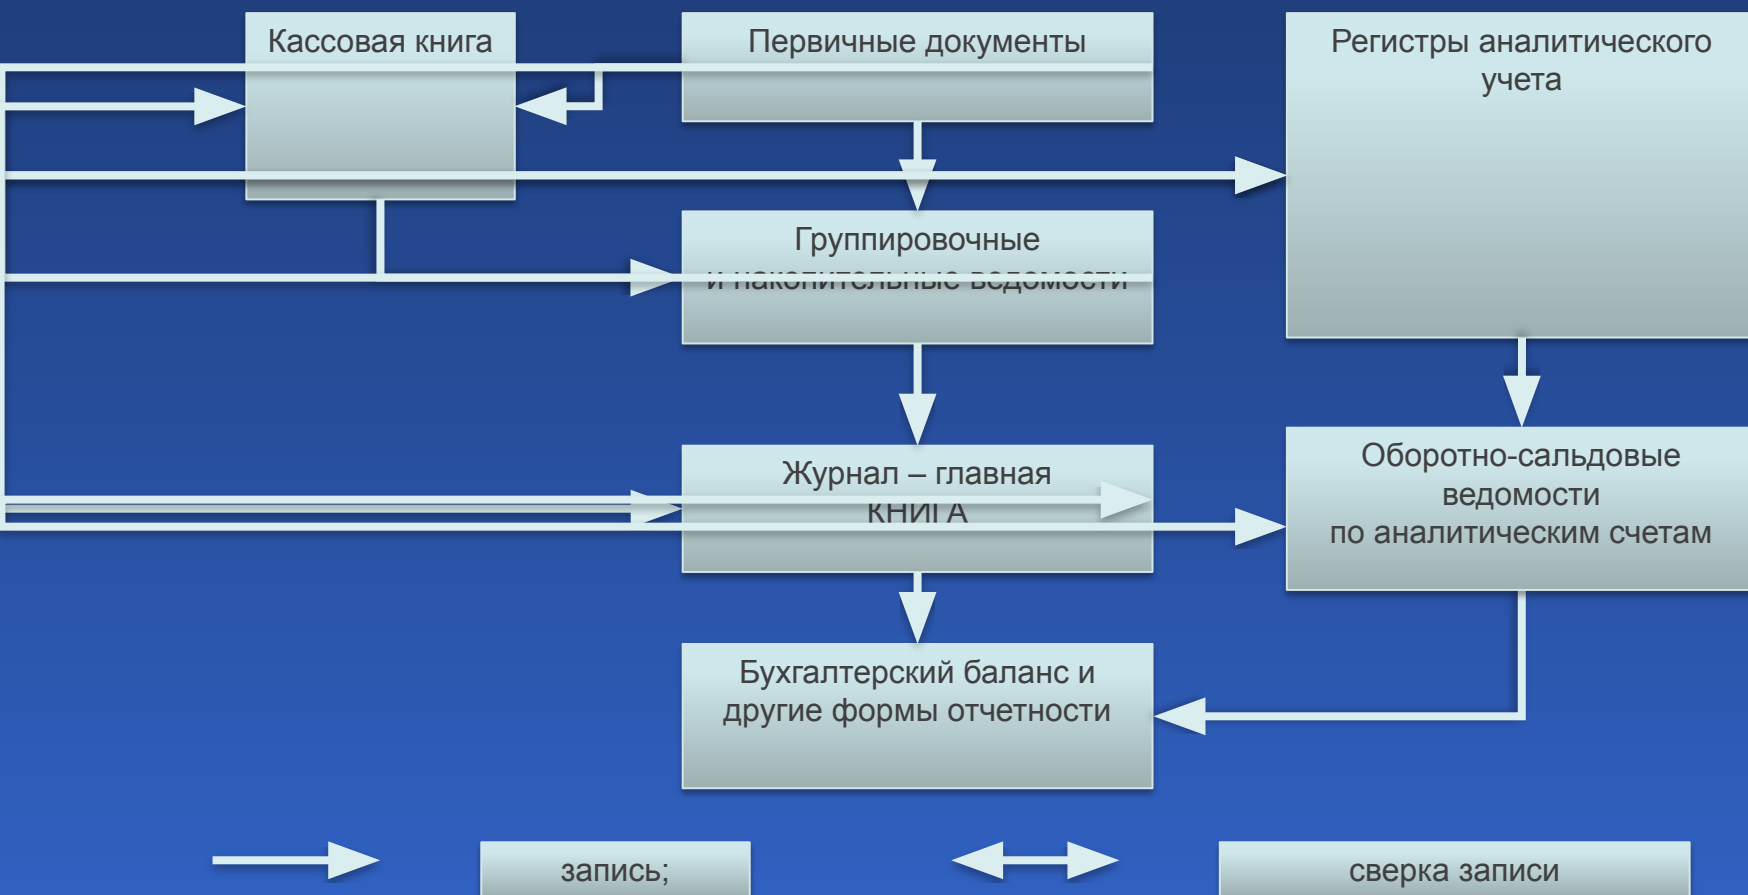 Кассовая книга
Первичные документы
Регистры аналитического
учета
Группировочные
и накопительные ведомости
Журнал – главная
КНИГА
Оборотно-сальдовые
ведомости
по аналитическим счетам
Бухгалтерский баланс и
другие формы отчетности
запись;
сверка записи